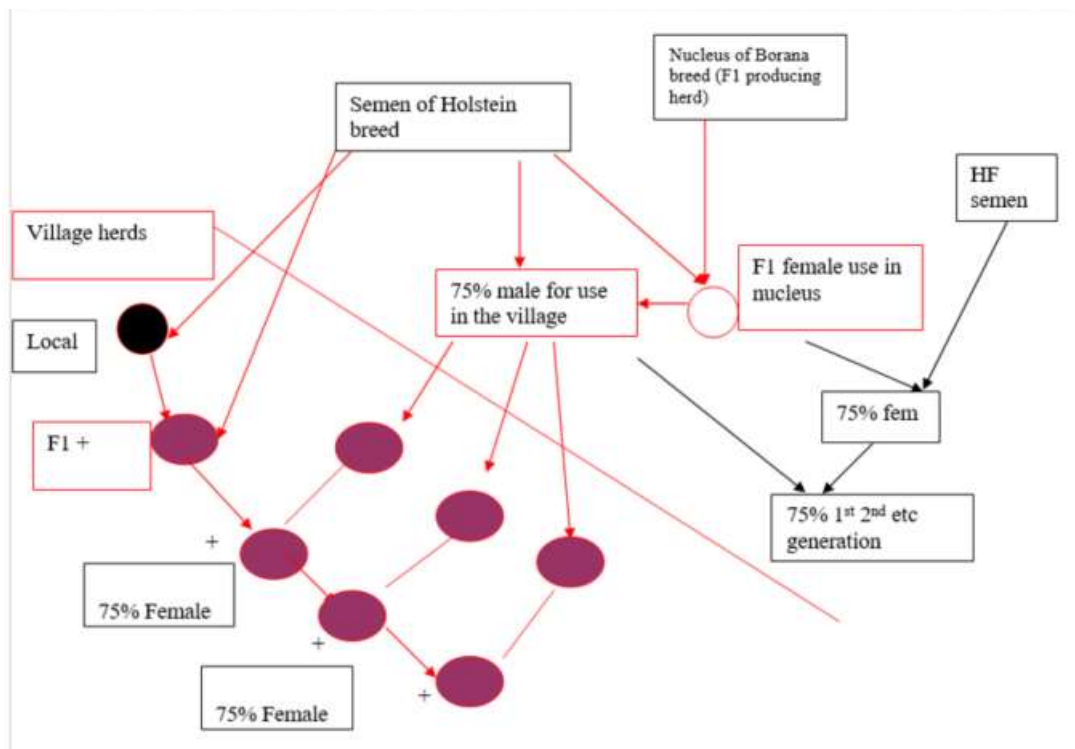 Nucleus of Borana
breed (F1 producing
herd)
Semen of Holstein
breed
HF
semen
Village herds
F1 female use in
nucleus
75% male for use
in the village
Local
75% fem
F1 +
75% 1st 2nd etc
generation
+
75% Female
+
75% Female
+